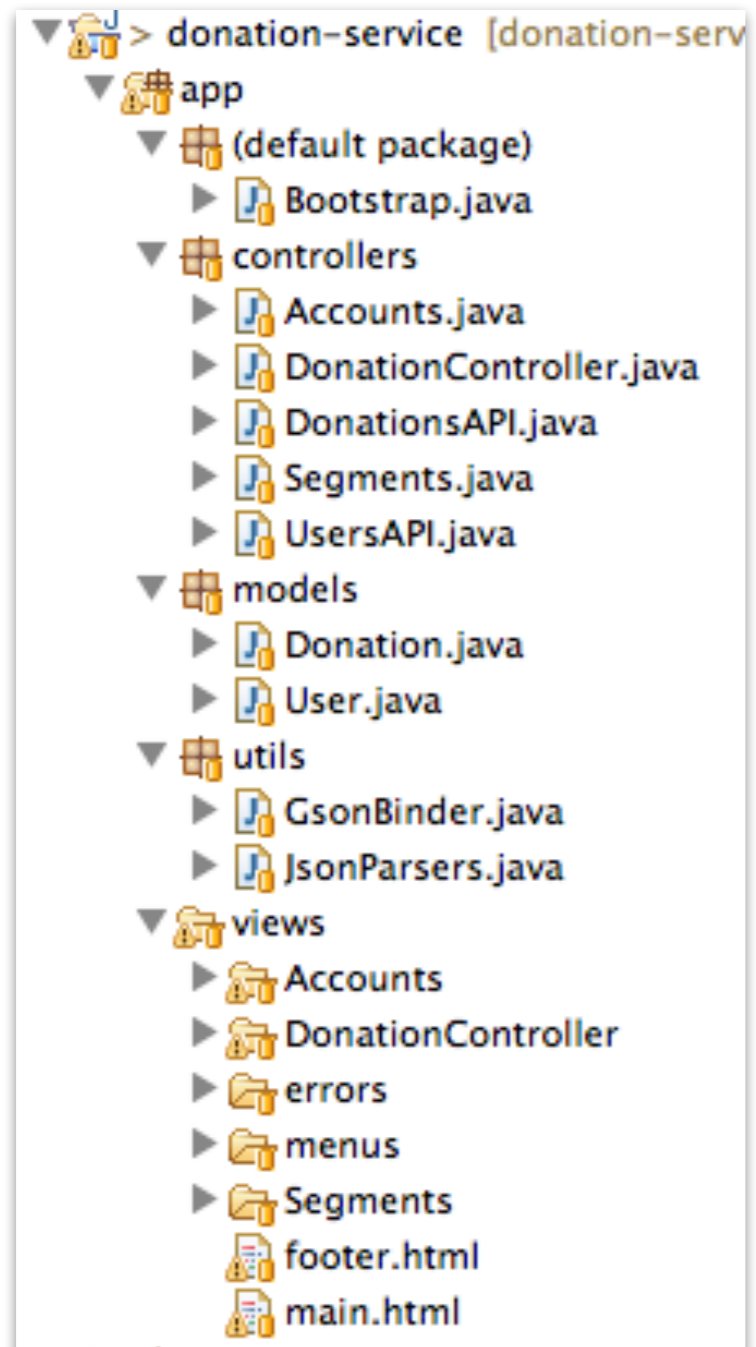 > donation-service [donation-serv
app
(default package)
Bootstrap.java
controllers
Accounts.java
DonationController.java
DonationsAPI.java
Segments.java
UsersAPI.java
models
Donation.java
User.java
utils
GsonBinder.java
JsonParsers.java
views
Accounts
DonationController
errors
menus
Segments
footer.html
main.html